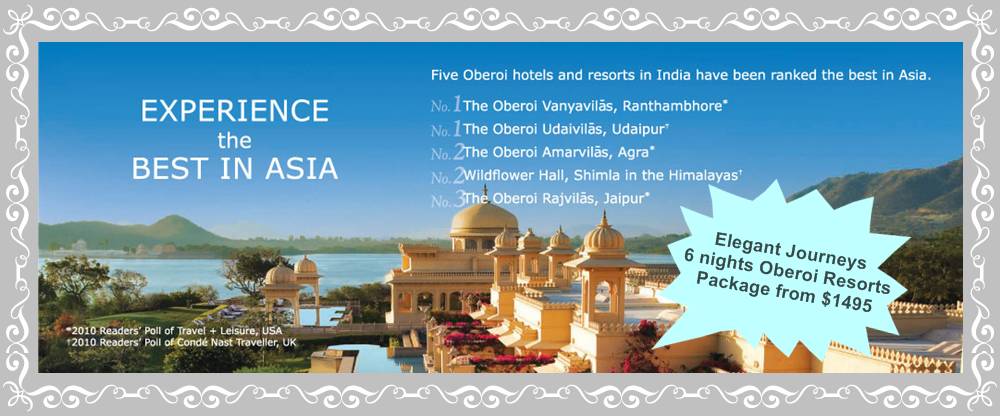 EXPERIENCE
the
BEST IN ASIA
Five Oberoi hotels and resorts in India have been ranked the best in Asia.
No. 1 The Oberoi Vanyavilās, Ranthambhore*
No. 1 The Oberoi Udaivilās, Udaipur†
No. 2 The Oberoi Amarvilās, Agra*
No. 2 Wildflower Hall, Shimla in the Himalayas†
No. 3 The Oberoi Rajvilās, Jaipur*
Elegant Journeys
6 nights Oberoi Resorts
Package from $1495
*2010 Readers' Poll of Travel + Leisure, USA
†2010 Readers' Poll of Condé Nast Traveller, UK